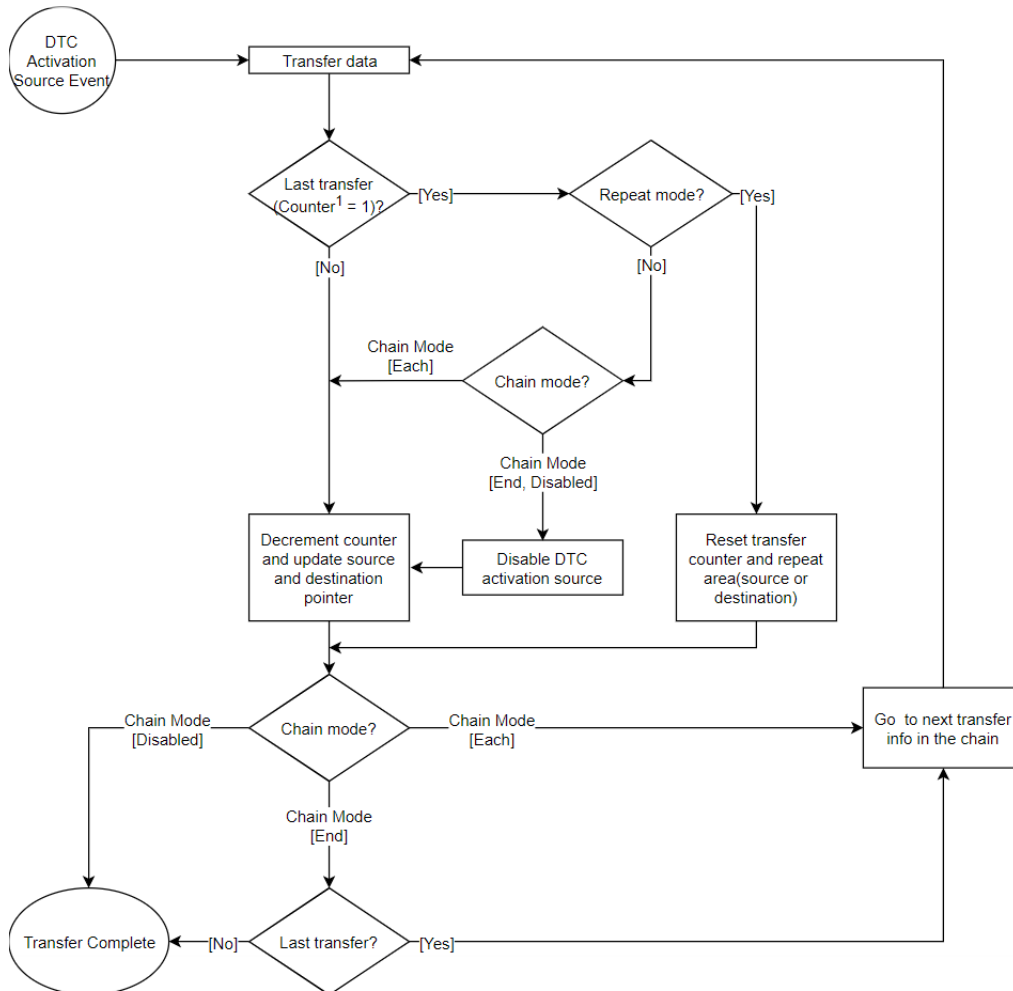 DTC
Activation
Source Event
Transfer data
Last transfer
(Counter¹ = 1)?
[Yes]
Repeat mode?
[Yes]
[No]
[No]
Chain Mode
[Each]
Chain mode?
Chain Mode
[End, Disabled]
Decrement counter
and update source
and destination
pointer
Disable DTC
activation source
Reset transfer
counter and repeat
area(source or
destination)
Chain Mode
[Disabled]
Chain mode?
Chain Mode
[Each]
Go to next transfer
info in the chain
Chain Mode
[End]
Transfer Complete
[No]
Last transfer?
[Yes]